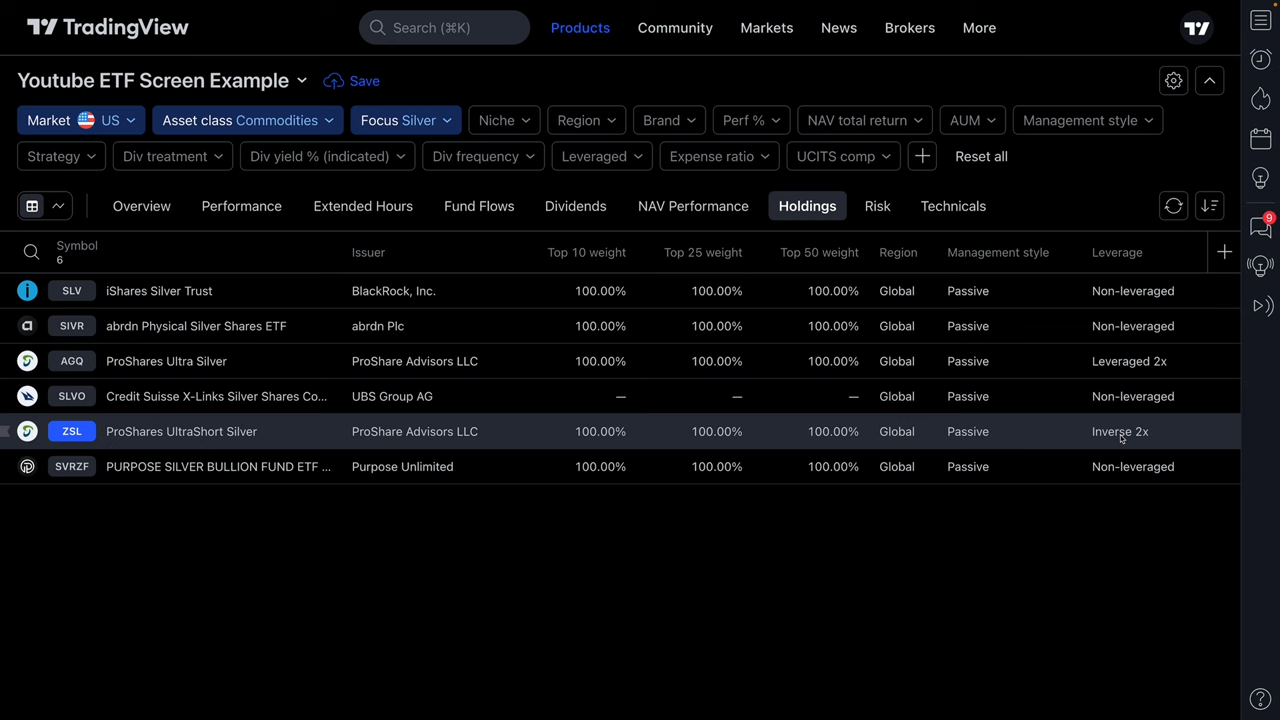 TradingView
Search (⌘K)
Products
Community
Markets
News
Brokers
More
Youtube ETF Screen Example
Save
Market US
Asset class Commodities
Focus Silver
Niche
Region
Brand
Perf %
NAV total return
AUM
Management style
Strategy
Div treatment
Div yield % (indicated)
Div frequency
Leveraged
Expense ratio
UCITS comp
Reset all
Overview
Performance
Extended Hours
Fund Flows
Dividends
NAV Performance
Holdings
Risk
Technicals
Symbol
6
Issuer
Top 10 weight
Top 25 weight
Top 50 weight
Region
Management style
Leverage
SLV iShares Silver Trust BlackRock, Inc. 100.00% 100.00% 100.00% Global Passive Non-leveraged
SIVR abrdn Physical Silver Shares ETF abrdn Plc 100.00% 100.00% 100.00% Global Passive Non-leveraged
AGQ ProShares Ultra Silver ProShare Advisors LLC 100.00% 100.00% 100.00% Global Passive Leveraged 2x
SLVO Credit Suisse X-Links Silver Shares Co... UBS Group AG — — — Global Passive Non-leveraged
ZSL ProShares UltraShort Silver ProShare Advisors LLC 100.00% 100.00% 100.00% Global Passive Inverse 2x
SVRZF PURPOSE SILVER BULLION FUND ETF ... Purpose Unlimited 100.00% 100.00% 100.00% Global Passive Non-leveraged
9